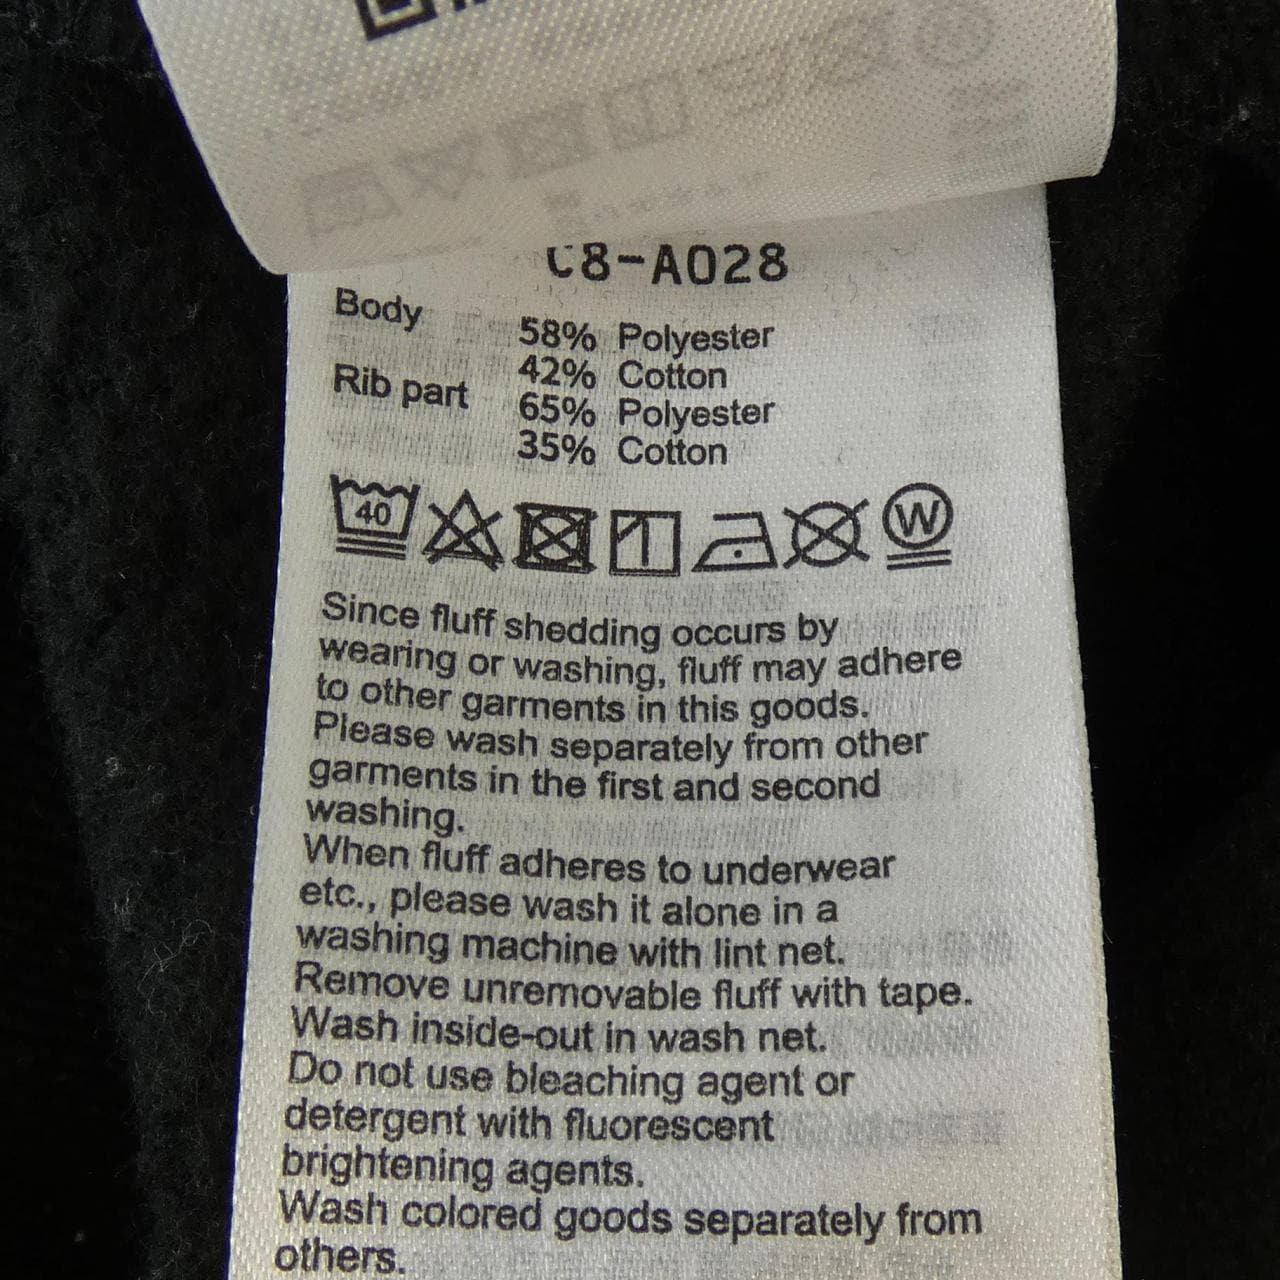 C8-A028
Body 58% Polyester
42% Cotton
Rib part 65% Polyester
35% Cotton
40 W
Since fluff shedding occurs by
wearing or washing, fluff may adhere
to other garments in this goods.
Please wash separately from other
garments in the first and second
washing.
When fluff adheres to underwear
etc., please wash it alone in a
washing machine with lint net.
Remove unremovable fluff with tape.
Wash inside-out in wash net.
Do not use bleaching agent or
detergent with fluorescent
brightening agents.
Wash colored goods separately from
others.